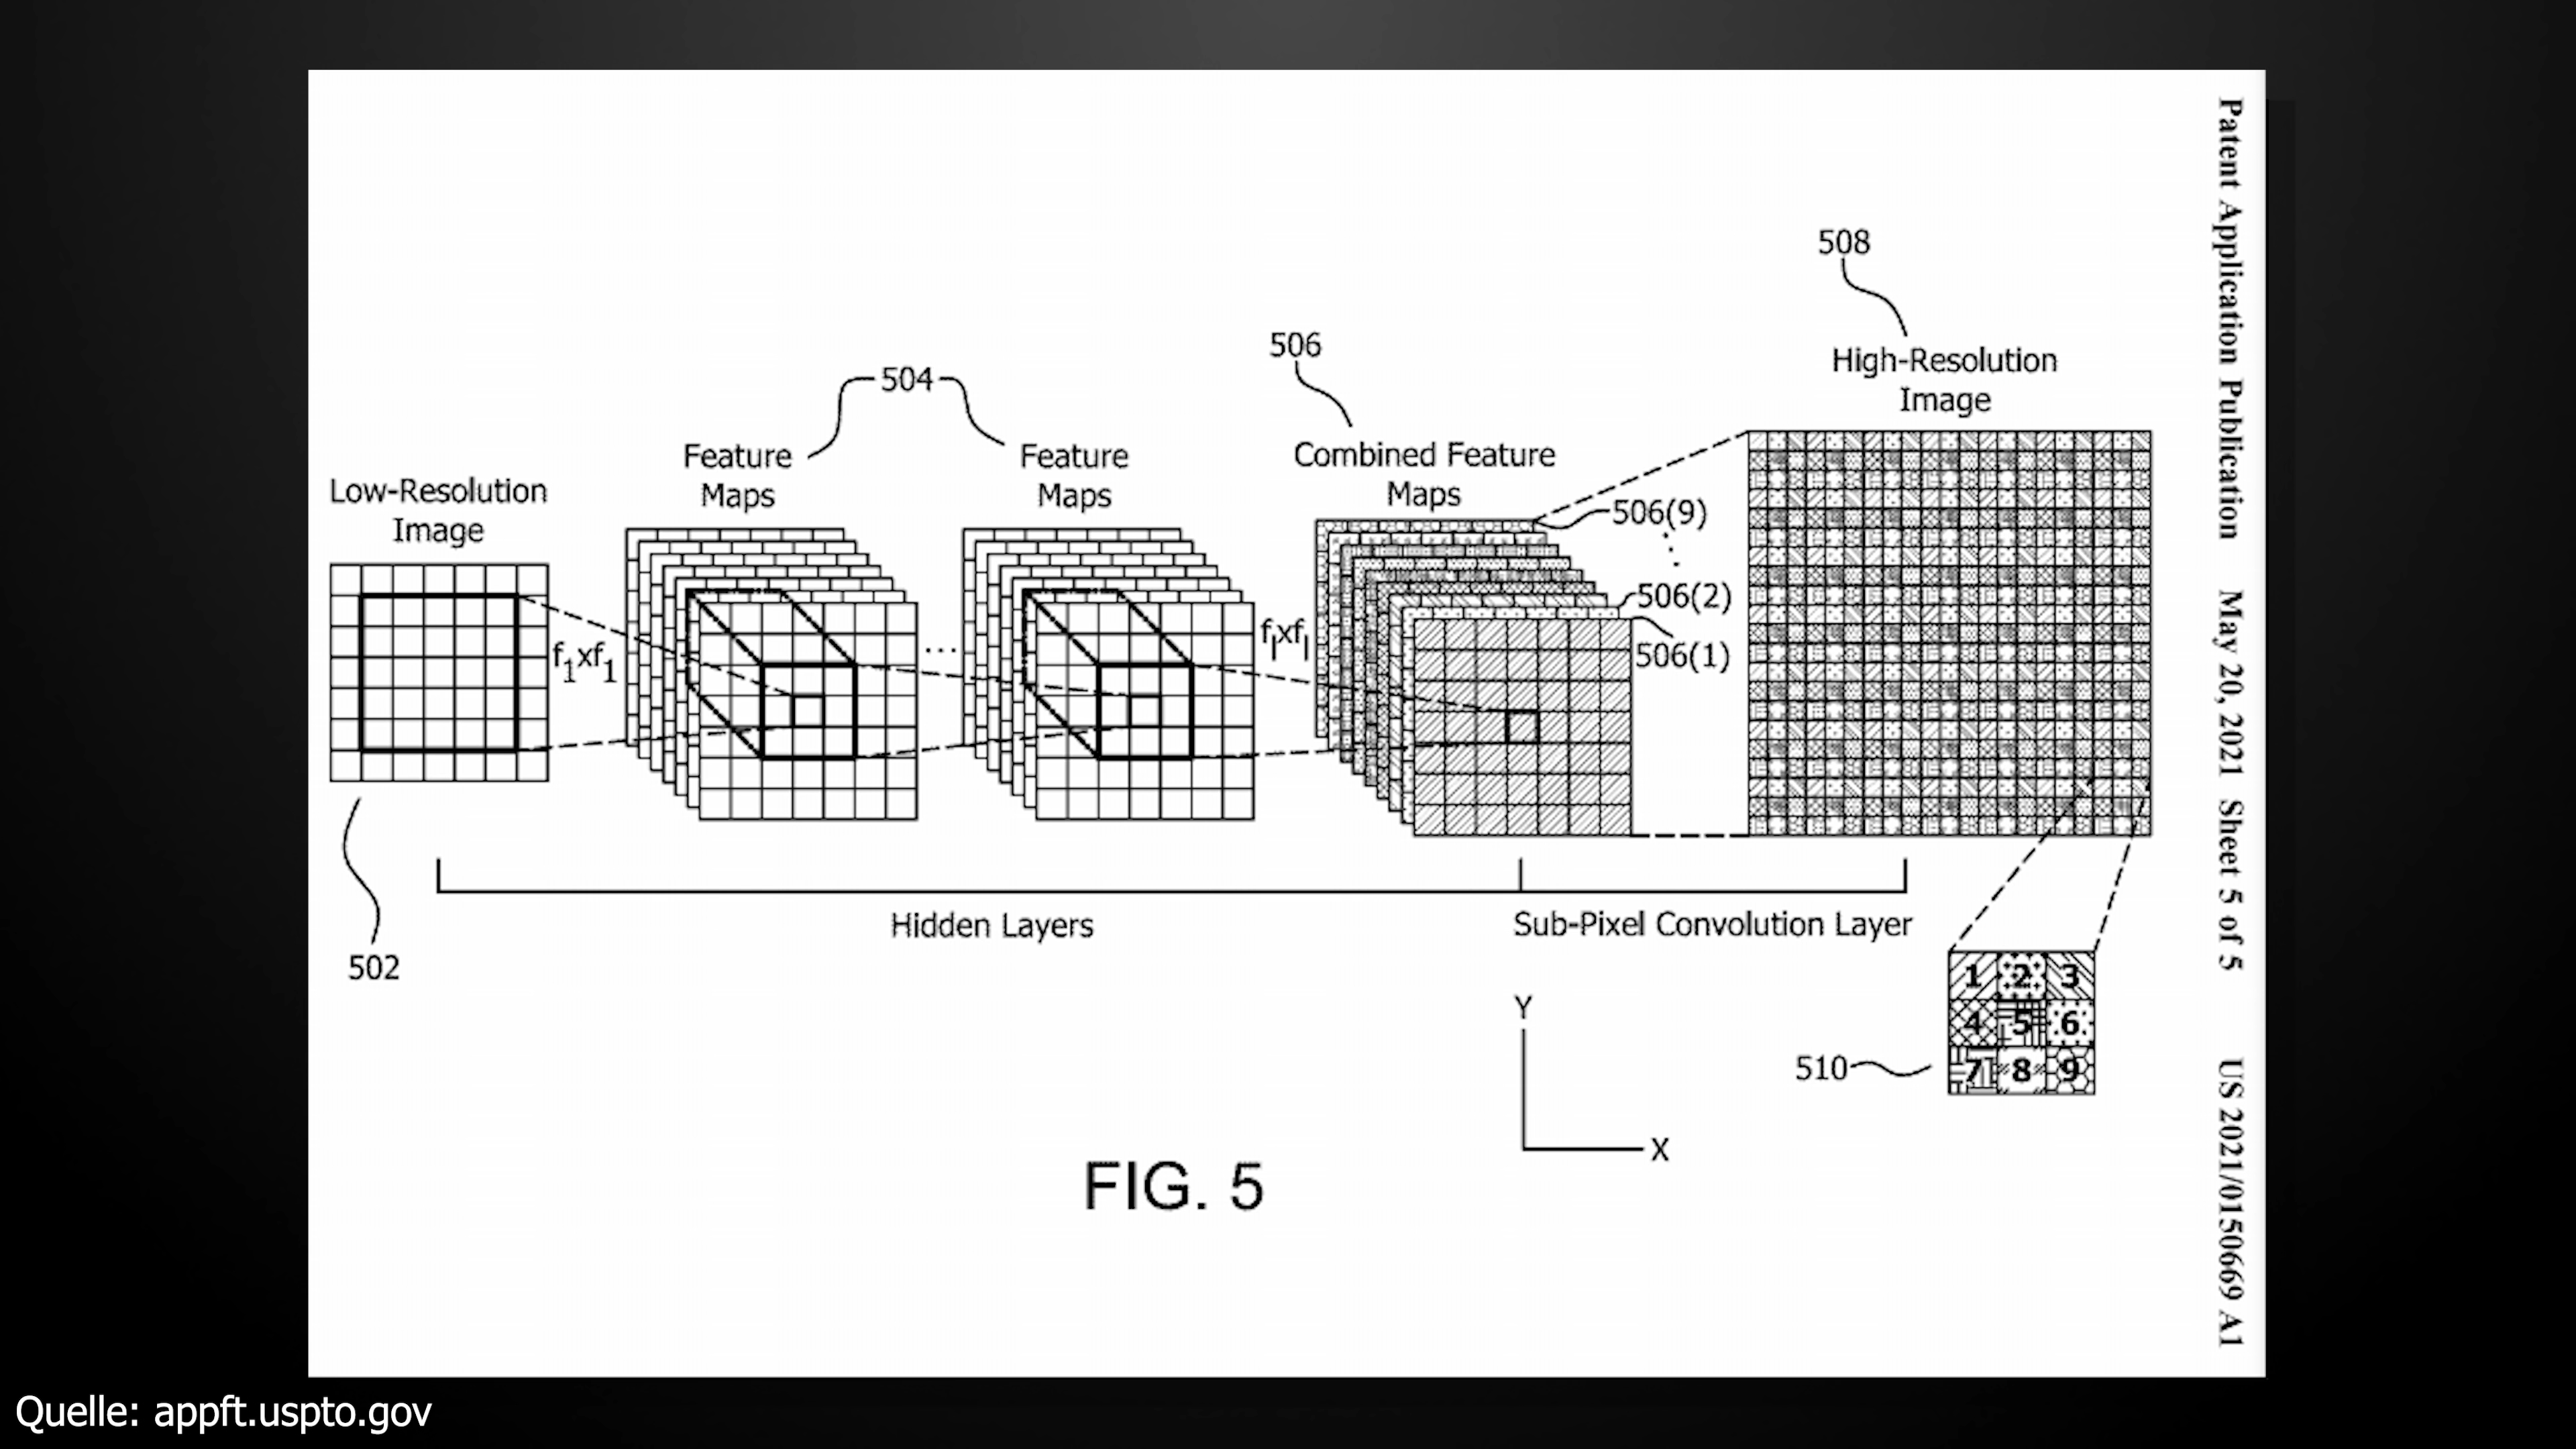 Patent Application Publication May 20, 2021 Sheet 5 of 5 US 2021/0150669 A1
508
High-Resolution
Image
506
Combined Feature
Maps
504
Feature
Maps
Feature
Maps
Low-Resolution
Image
506(9)
506(2)
506(1)
f1xf1
...
flxfl
502
Hidden Layers
Sub-Pixel Convolution Layer
1 2 3
4 5 6
7 8 9
510
Y
X
FIG. 5
Quelle: appft.uspto.gov